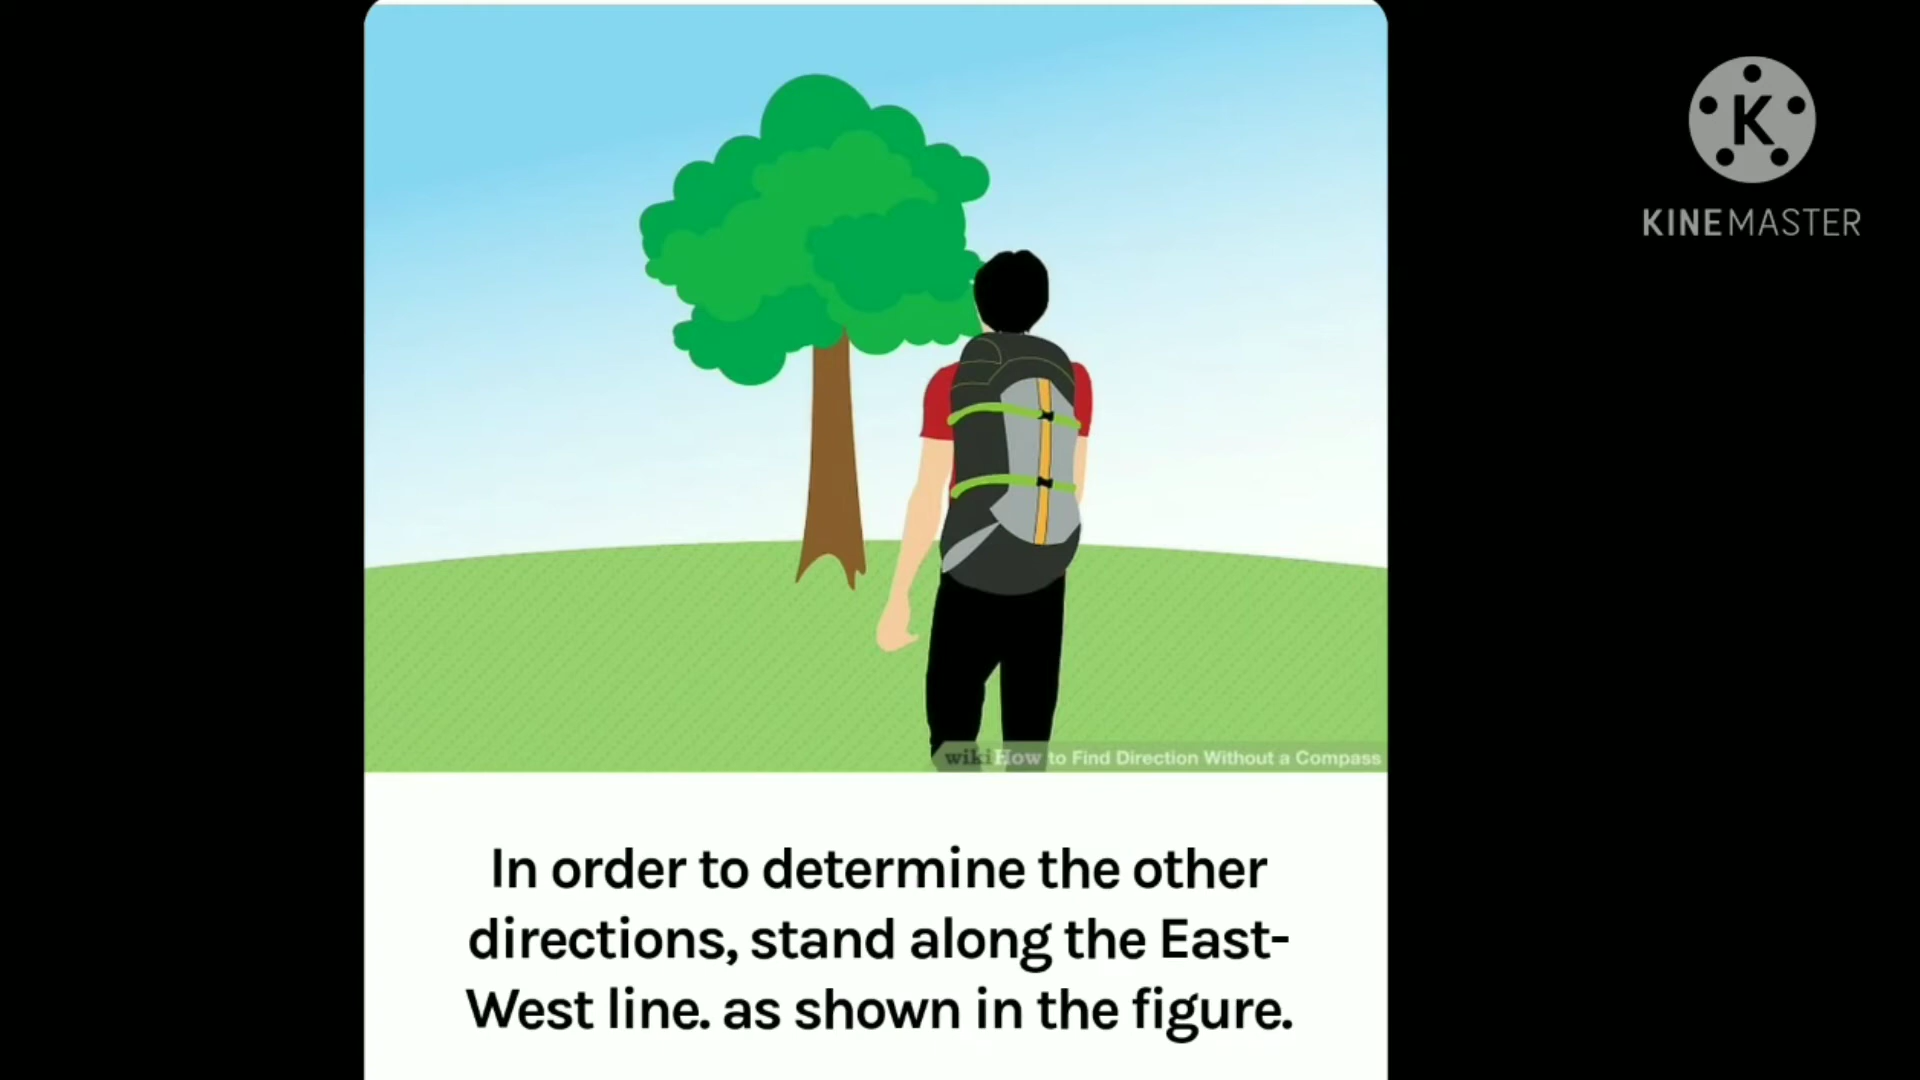 K
KINEMASTER
wikiHow to Find Direction Without a Compass
In order to determine the other
directions, stand along the East-
West line. as shown in the figure.